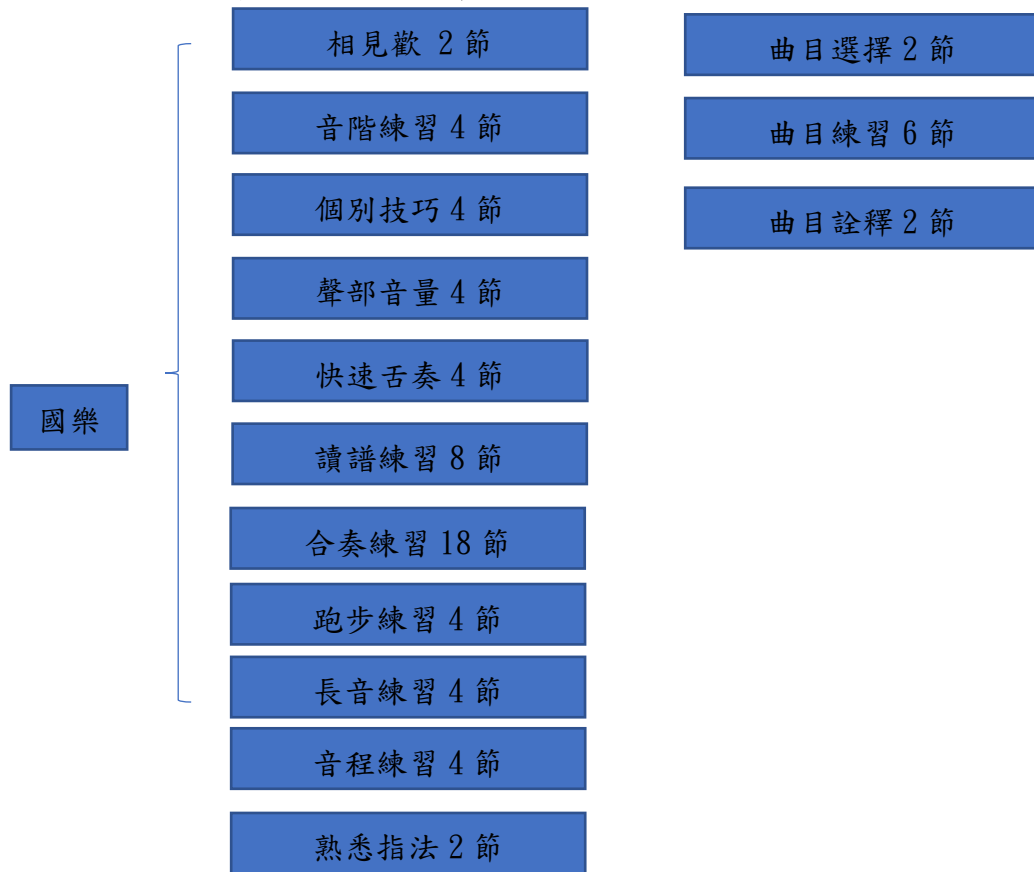 國樂
相見歡 2 節
音階練習 4 節
個別技巧 4 節
聲部音量 4 節
快速舌奏 4 節
讀譜練習 8 節
合奏練習 18 節
跑步練習 4 節
長音練習 4 節
音程練習 4 節
熟悉指法 2 節
曲目選擇 2 節
曲目練習 6 節
曲目詮釋 2 節